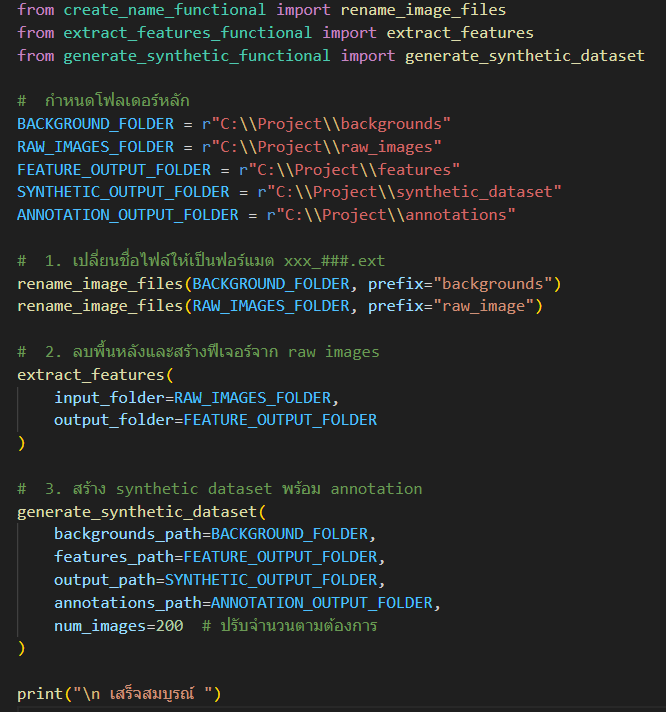 from create_name_functional import rename_image_files
from extract_features_functional import extract_features
from generate_synthetic_functional import generate_synthetic_dataset
#  กำหนดโฟลเดอร์หลัก
BACKGROUND_FOLDER = r"C:\\Project\\backgrounds"
RAW_IMAGES_FOLDER = r"C:\\Project\\raw_images"
FEATURE_OUTPUT_FOLDER = r"C:\\Project\\features"
SYNTHETIC_OUTPUT_FOLDER = r"C:\\Project\\synthetic_dataset"
ANNOTATION_OUTPUT_FOLDER = r"C:\\Project\\annotations"
#  1. เปลี่ยนชื่อไฟล์ให้เป็นฟอร์แมต xxx_###.ext
rename_image_files(BACKGROUND_FOLDER, prefix="backgrounds")
rename_image_files(RAW_IMAGES_FOLDER, prefix="raw_image")
#  2. ลบพื้นหลังและสร้างฟีเจอร์จาก raw images
extract_features(
    input_folder=RAW_IMAGES_FOLDER,
    output_folder=FEATURE_OUTPUT_FOLDER
)
#  3. สร้าง synthetic dataset พร้อม annotation
generate_synthetic_dataset(
    backgrounds_path=BACKGROUND_FOLDER,
    features_path=FEATURE_OUTPUT_FOLDER,
    output_path=SYNTHETIC_OUTPUT_FOLDER,
    annotations_path=ANNOTATION_OUTPUT_FOLDER,
    num_images=200  # ปรับจำนวนตามต้องการ
)
print("\n เสร็จสมบูรณ์ ")